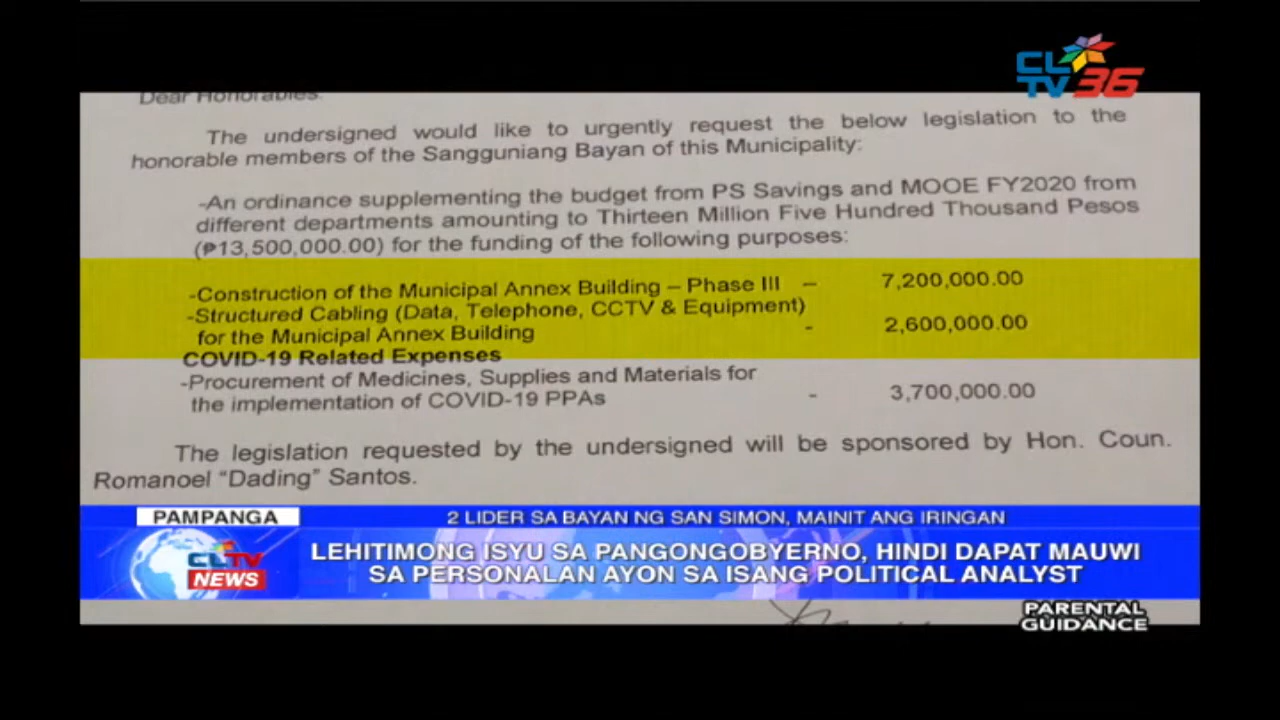 CL
TV36
Dear Honorables:
The undersigned would like to urgently request the below legislation to the
honorable members of the Sangguniang Bayan of this Municipality:
-An ordinance supplementing the budget from PS Savings and MOOE FY2020 from
different departments amounting to Thirteen Million Five Hundred Thousand Pesos
(₱13,500,000.00) for the funding of the following purposes:
-Construction of the Municipal Annex Building – Phase III – 7,200,000.00
-Structured Cabling (Data, Telephone, CCTV & Equipment)
for the Municipal Annex Building - 2,600,000.00
COVID-19 Related Expenses
-Procurement of Medicines, Supplies and Materials for
the implementation of COVID-19 PPAs - 3,700,000.00
The legislation requested by the undersigned will be sponsored by Hon. Coun.
Romanoel “Dading” Santos.
PAMPANGA
2 LIDER SA BAYAN NG SAN SIMON, MAINIT ANG IRINGAN
CLTV
NEWS
LEHITIMONG ISYU SA PANGONGOBYERNO, HINDI DAPAT MAUWI
SA PERSONALAN AYON SA ISANG POLITICAL ANALYST
PARENTAL
GUIDANCE